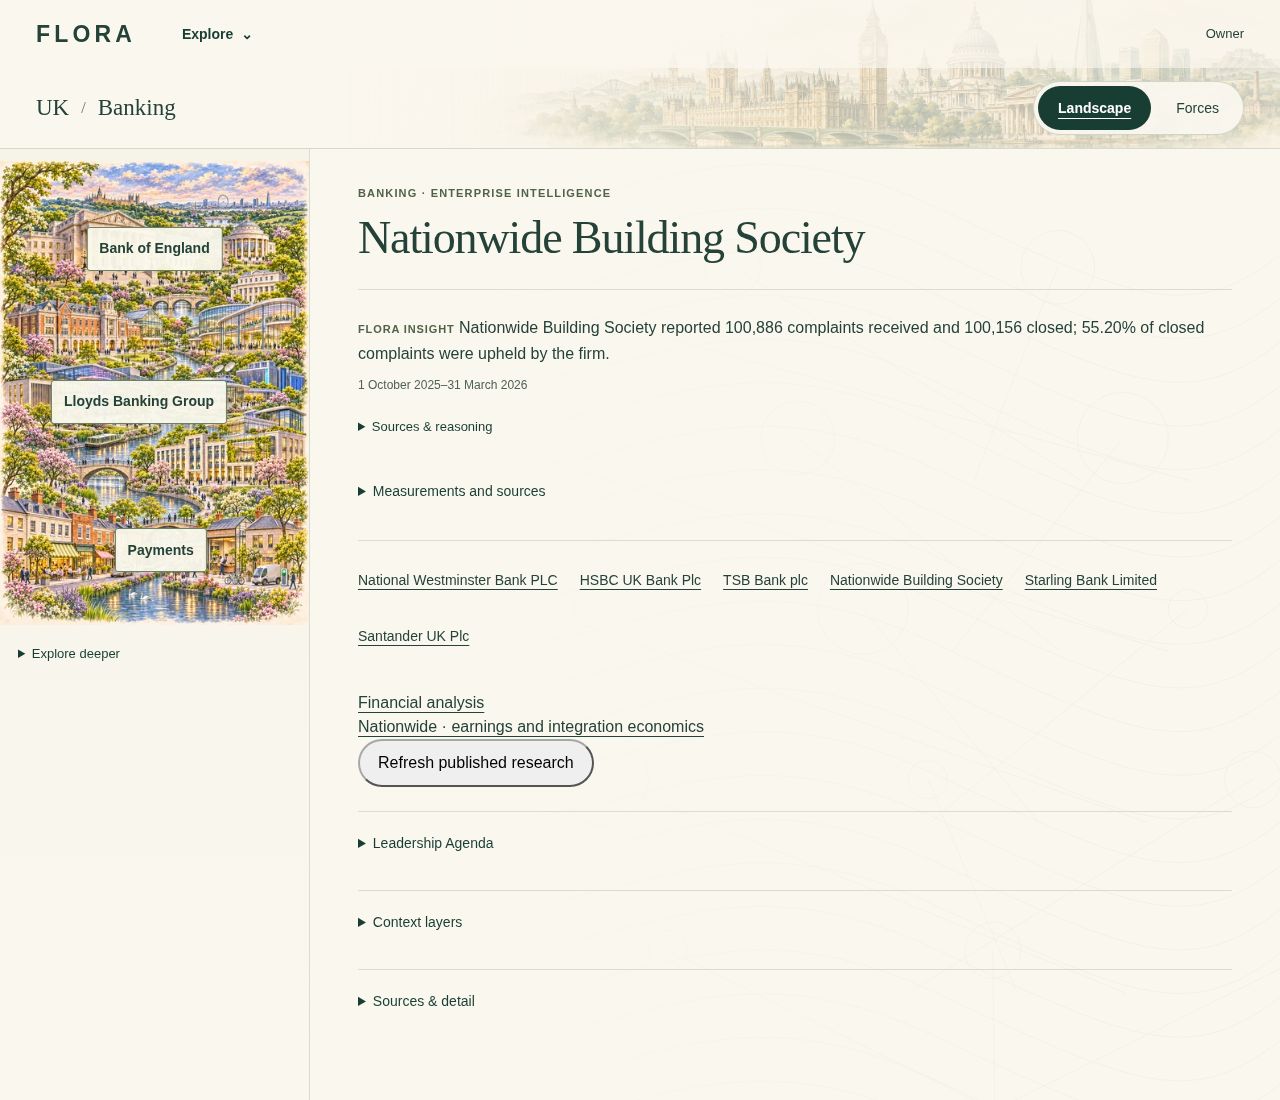 FLORA
Explore
Owner
UK / Banking
Landscape
Forces
Bank of England
Lloyds Banking Group
Payments
Explore deeper
BANKING · ENTERPRISE INTELLIGENCE
Nationwide Building Society
FLORA INSIGHT Nationwide Building Society reported 100,886 complaints received and 100,156 closed; 55.20% of closed
complaints were upheld by the firm.
1 October 2025–31 March 2026
Sources & reasoning
Measurements and sources
National Westminster Bank PLC HSBC UK Bank Plc TSB Bank plc Nationwide Building Society Starling Bank Limited
Santander UK Plc
Financial analysis
Nationwide · earnings and integration economics
Refresh published research
Leadership Agenda
Context layers
Sources & detail